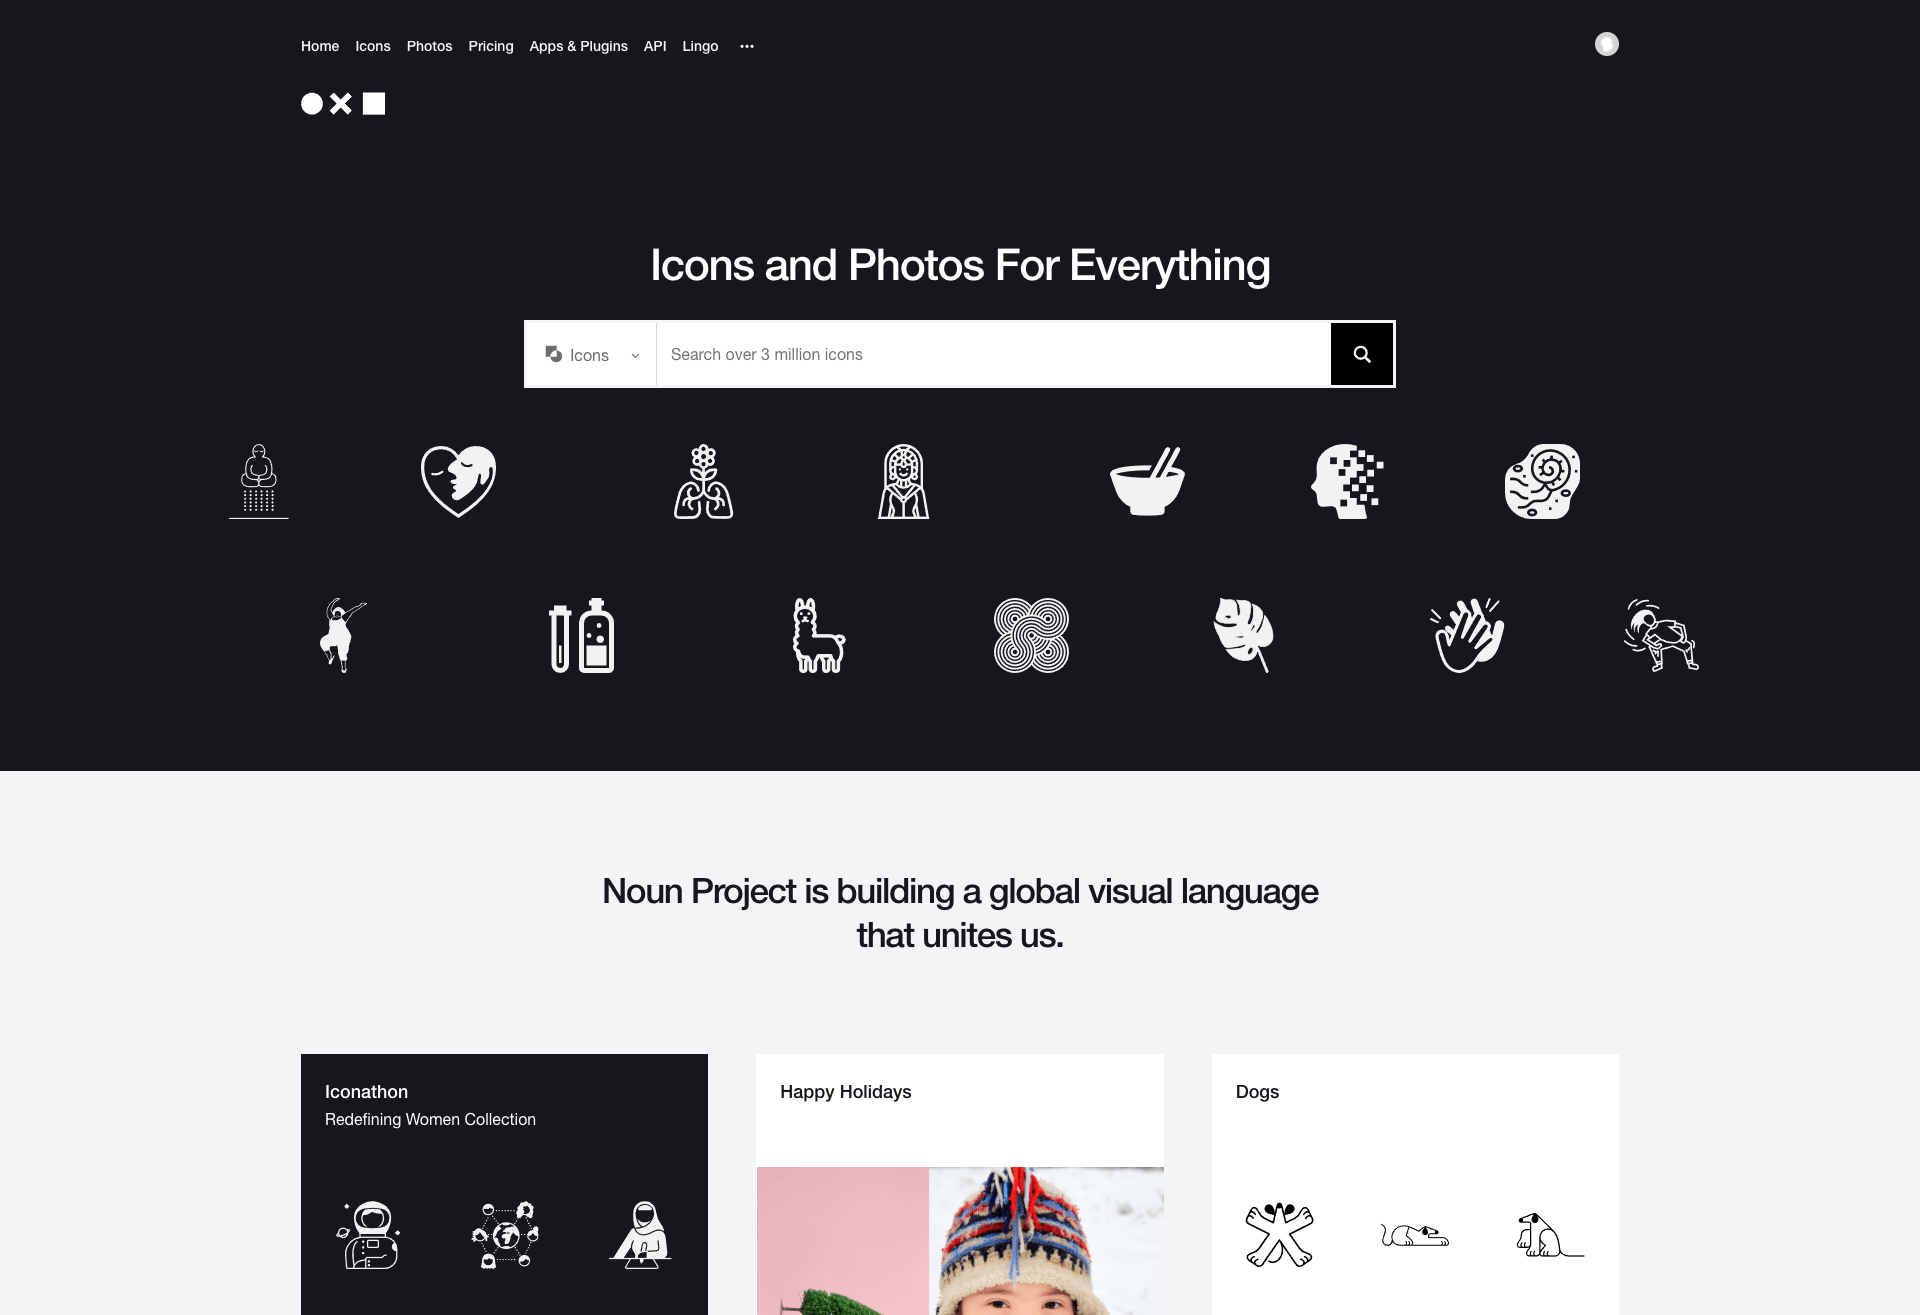 Home Icons Photos Pricing Apps & Plugins API Lingo
Icons and Photos For Everything
Icons Search over 3 million icons
Noun Project is building a global visual language
that unites us.
Iconathon
Redefining Women Collection
Happy Holidays
Dogs